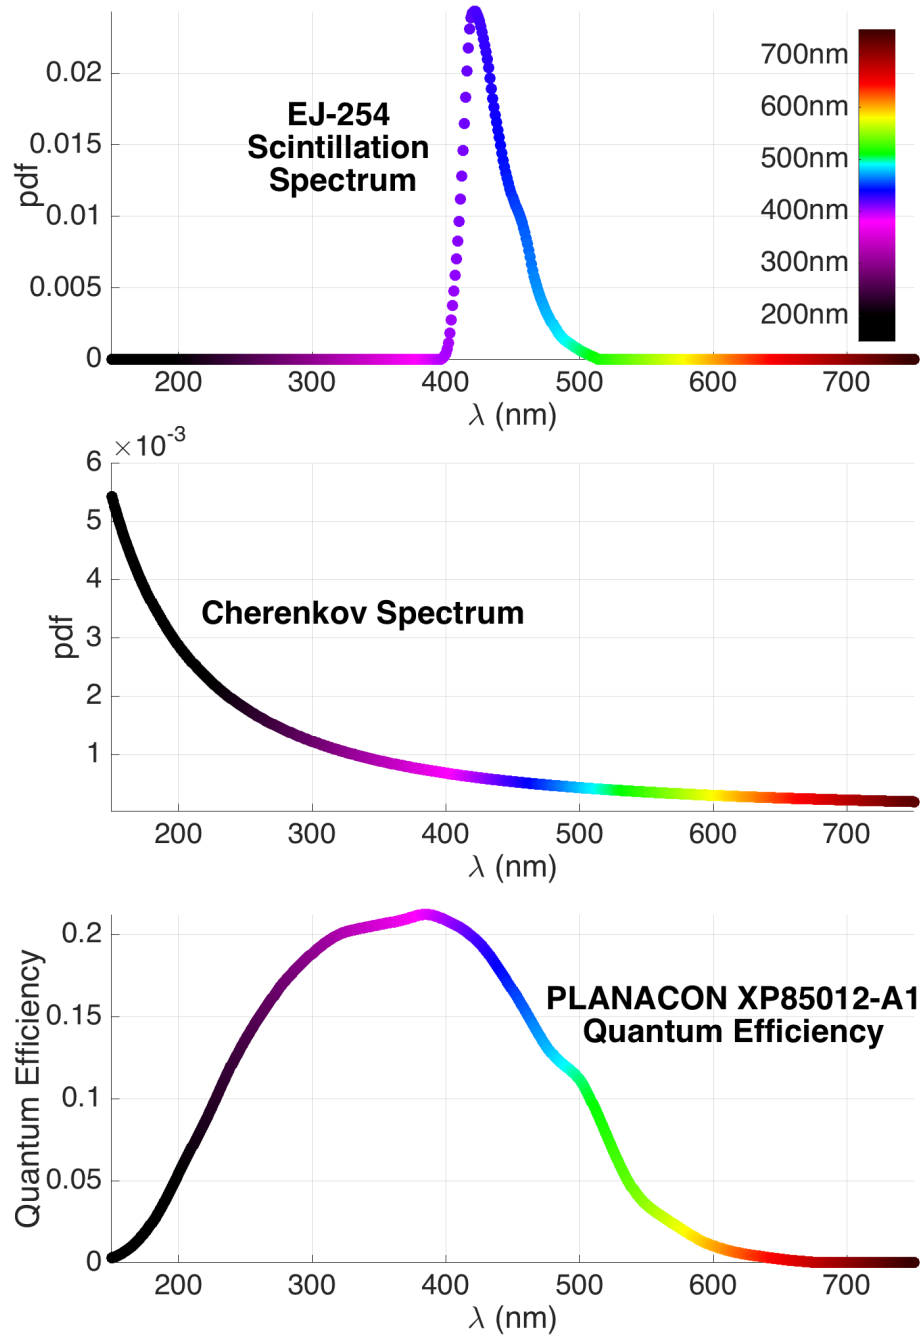 0.02
0.015
0.01
0.005
0
pdf
EJ-254
Scintillation
Spectrum
700nm
600nm
500nm
400nm
300nm
200nm
200 300 400 500 600 700
λ (nm)
×10⁻³
6
5
4
3
2
1
pdf
Cherenkov Spectrum
200 300 400 500 600 700
λ (nm)
0.2
0.15
0.1
0.05
0
Quantum Efficiency
PLANACON XP85012-A1
Quantum Efficiency
200 300 400 500 600 700
λ (nm)